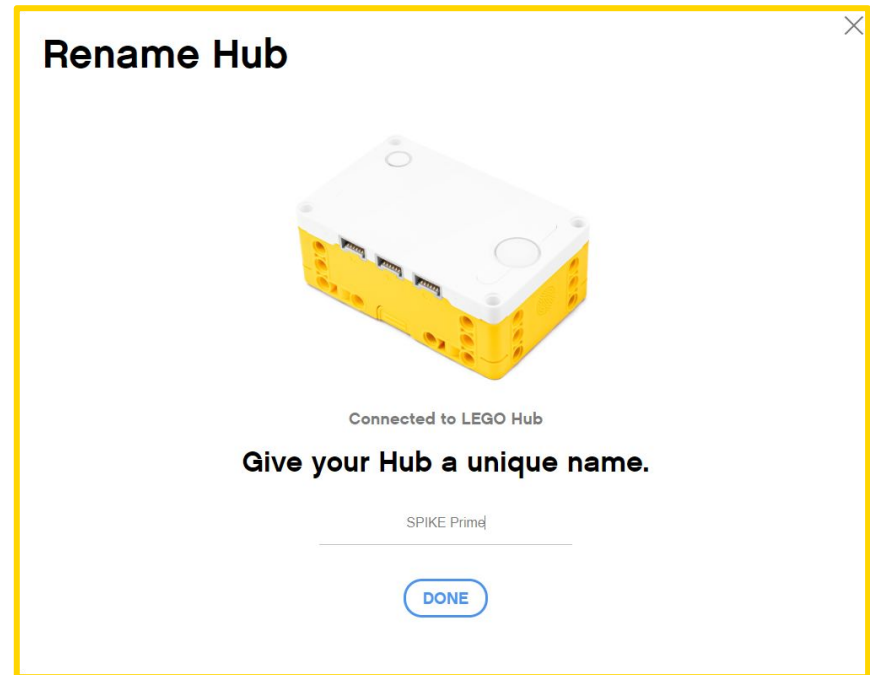 Rename Hub
Connected to LEGO Hub
Give your Hub a unique name.
SPIKE Prime
DONE